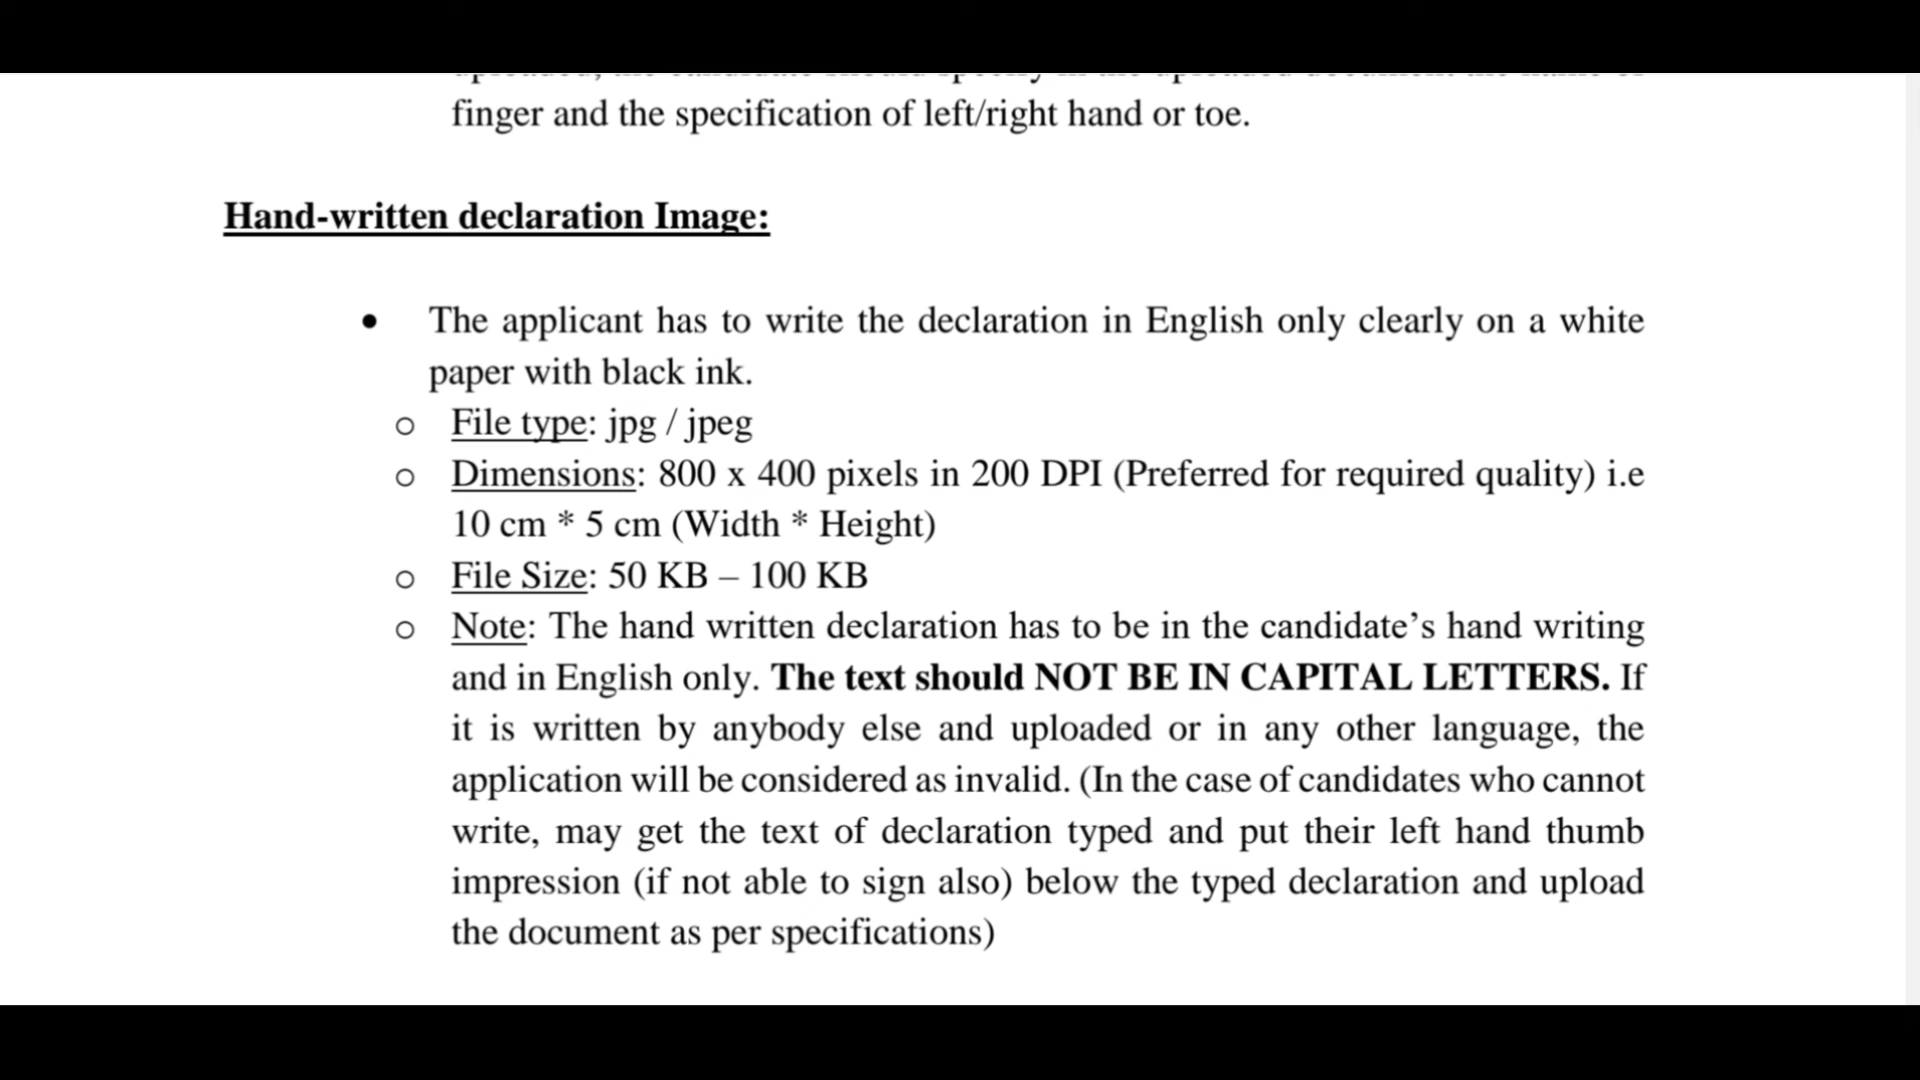 finger and the specification of left/right hand or toe.
Hand-written declaration Image:
• The applicant has to write the declaration in English only clearly on a white
paper with black ink.
o File type: jpg / jpeg
o Dimensions: 800 x 400 pixels in 200 DPI (Preferred for required quality) i.e
10 cm * 5 cm (Width * Height)
o File Size: 50 KB – 100 KB
o Note: The hand written declaration has to be in the candidate’s hand writing
and in English only. The text should NOT BE IN CAPITAL LETTERS. If
it is written by anybody else and uploaded or in any other language, the
application will be considered as invalid. (In the case of candidates who cannot
write, may get the text of declaration typed and put their left hand thumb
impression (if not able to sign also) below the typed declaration and upload
the document as per specifications)